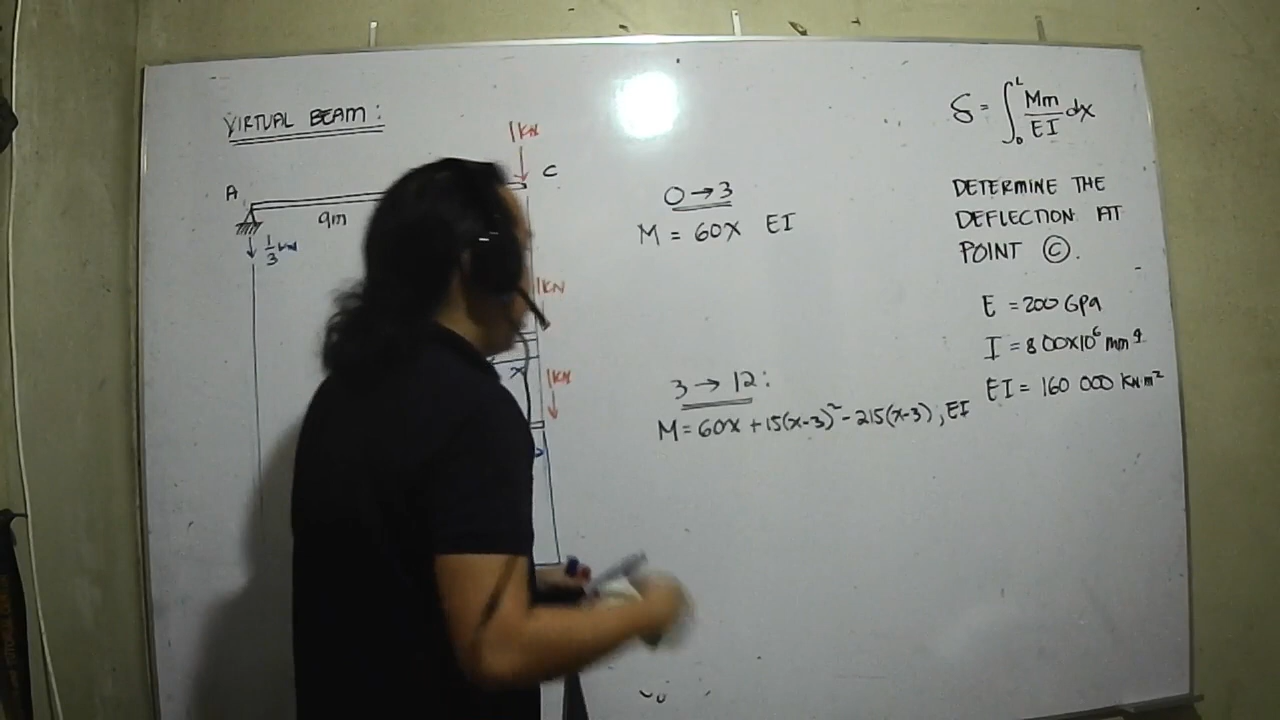 VIRTUAL BEAM:
1KN
A
C
9m
1/3 KN
1KN
x
1KN
0→3
M = 60x EI
3→12:
M = 60x + 15(x-3)² - 215(x-3), EI
δ = ∫₀ᴸ Mm/EI dx
DETERMINE THE
DEFLECTION AT
POINT Ⓒ.
E = 200 GPa
I = 800x10⁶ mm⁴
EI = 160 000 KNm²